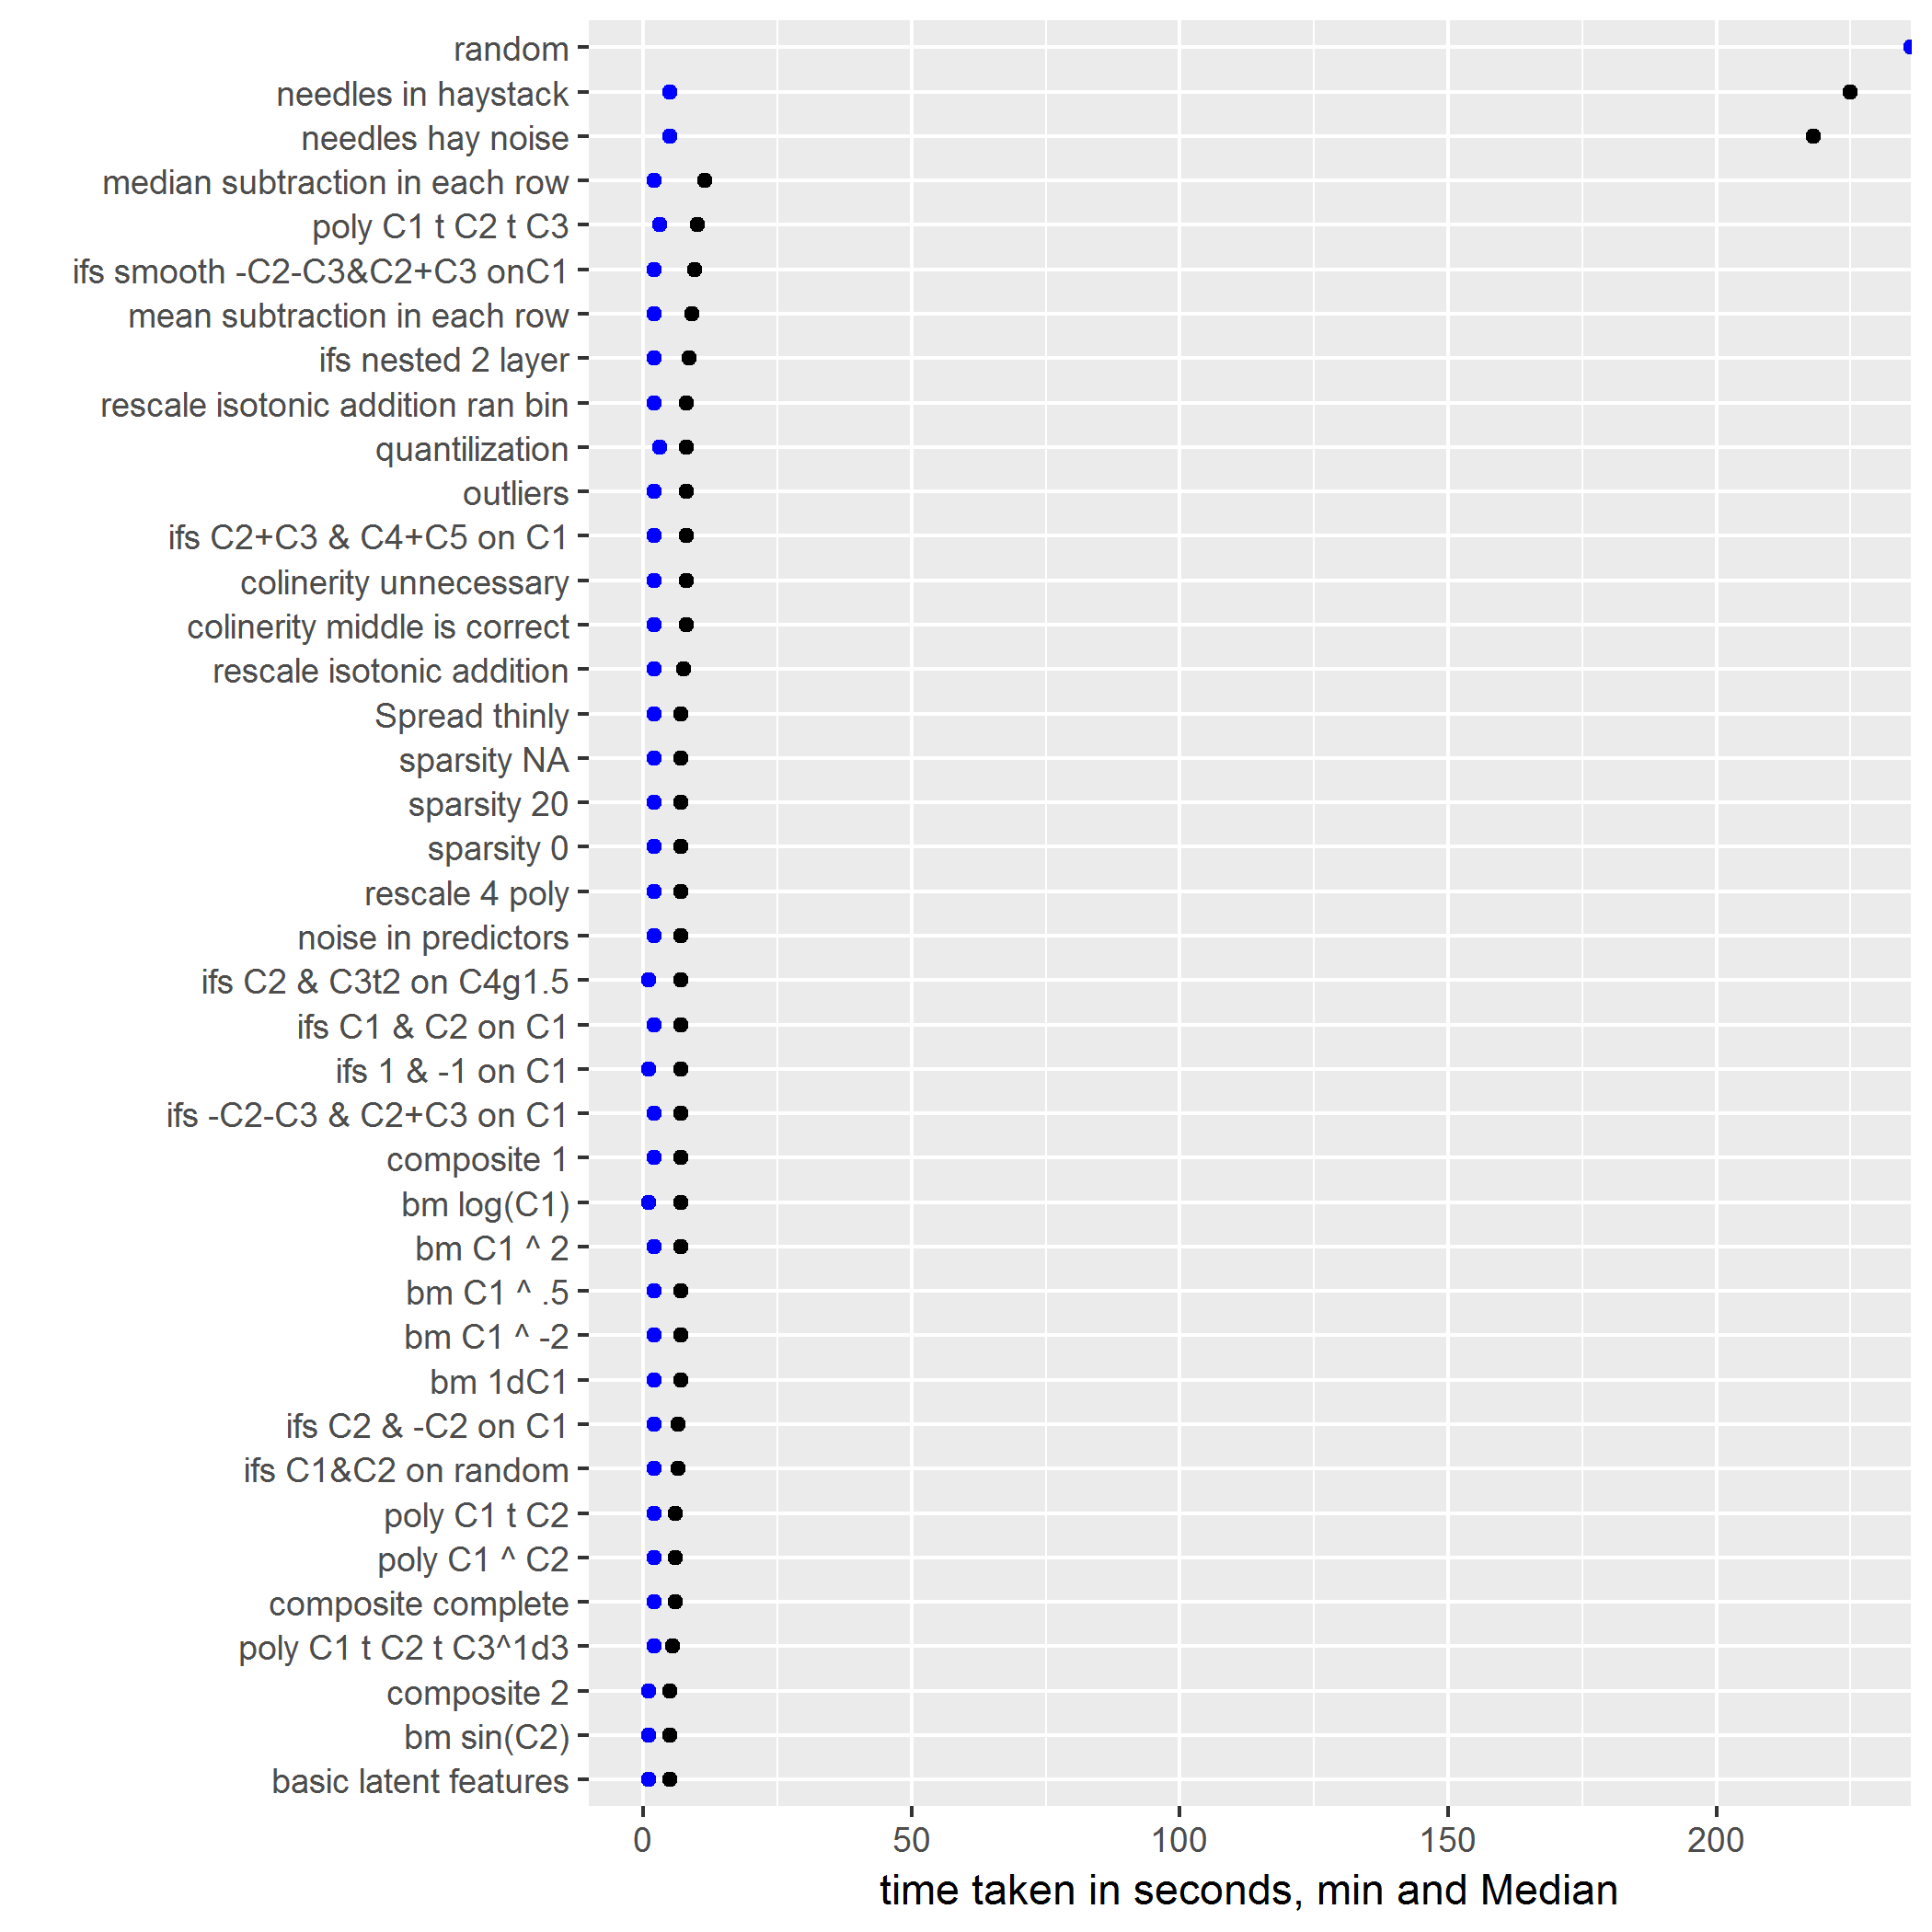 random
needles in haystack
needles hay noise
median subtraction in each row
poly C1 t C2 t C3
ifs smooth -C2-C3&C2+C3 onC1
mean subtraction in each row
ifs nested 2 layer
rescale isotonic addition ran bin
quantilization
outliers
ifs C2+C3 & C4+C5 on C1
colinerity unnecessary
colinerity middle is correct
rescale isotonic addition
Spread thinly
sparsity NA
sparsity 20
sparsity 0
rescale 4 poly
noise in predictors
ifs C2 & C3t2 on C4g1.5
ifs C1 & C2 on C1
ifs 1 & -1 on C1
ifs -C2-C3 & C2+C3 on C1
composite 1
bm log(C1)
bm C1 ^ 2
bm C1 ^ .5
bm C1 ^ -2
bm 1dC1
ifs C2 & -C2 on C1
ifs C1&C2 on random
poly C1 t C2
poly C1 ^ C2
composite complete
poly C1 t C2 t C3^1d3
composite 2
bm sin(C2)
basic latent features
0 50 100 150 200
time taken in seconds, min and Median